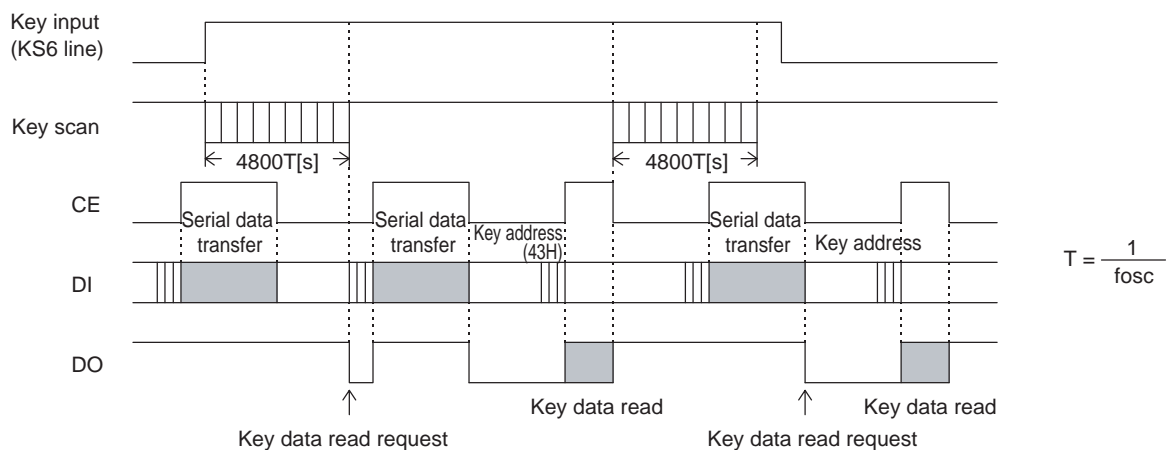 Key input
(KS6 line)
Key scan
4800T[s]
4800T[s]
CE
Serial data
transfer
Serial data
transfer
Key address
(43H)
Serial data
transfer
Key address
DI
T = 1
fosc
DO
Key data read
Key data read
Key data read request
Key data read request